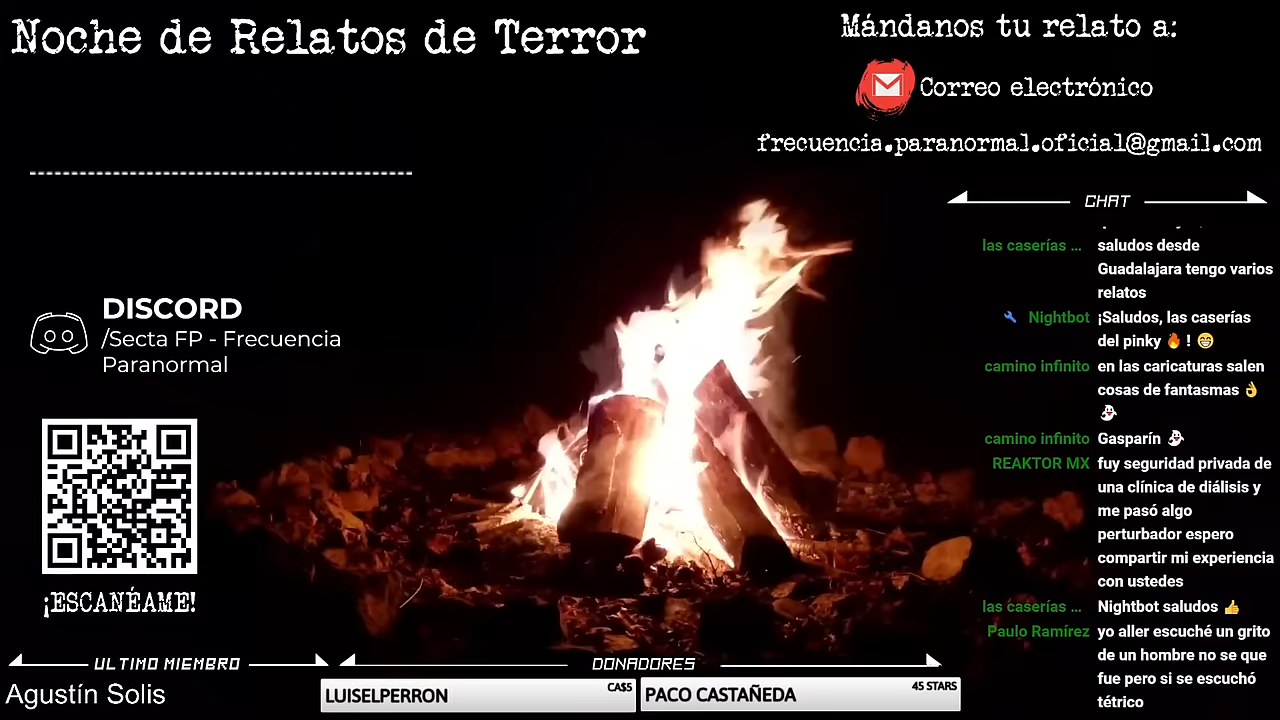 Noche de Relatos de Terror
Mándanos tu relato a:
Correo electrónico
frecuencia.paranormal.oficial@gmail.com
DISCORD
/Secta FP - Frecuencia
Paranormal
¡ESCANÉAME!
CHAT
las caserías ... saludos desde
Guadalajara tengo varios
relatos
Nightbot ¡Saludos, las caserías
del pinky 🔥 ! 😁
camino infinito en las caricaturas salen
cosas de fantasmas 👌
👻
camino infinito Gasparín 👻
REAKTOR MX fuy seguridad privada de
una clínica de diálisis y
me pasó algo
perturbador espero
compartir mi experiencia
con ustedes
las caserías ... Nightbot saludos 👍
Paulo Ramírez yo aller escuché un grito
de un hombre no se que
fue pero si se escuchó
tétrico
ULTIMO MIEMBRO
Agustín Solis
DONADORES
LUISELPERRON CA$5
PACO CASTAÑEDA 45 STARS